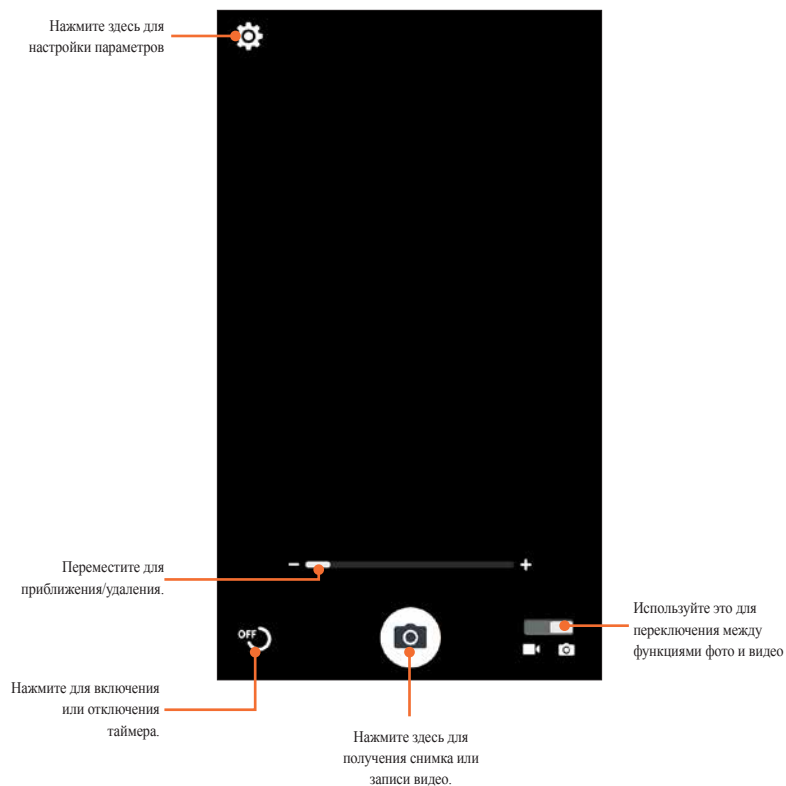 Нажмите здесь для
настройки параметров
Переместите для
приближения/удаления.
OFF
Используйте это для
переключения между
функциями фото и видео
Нажмите для включения
или отключения
таймера.
Нажмите здесь для
получения снимка или
записи видео.